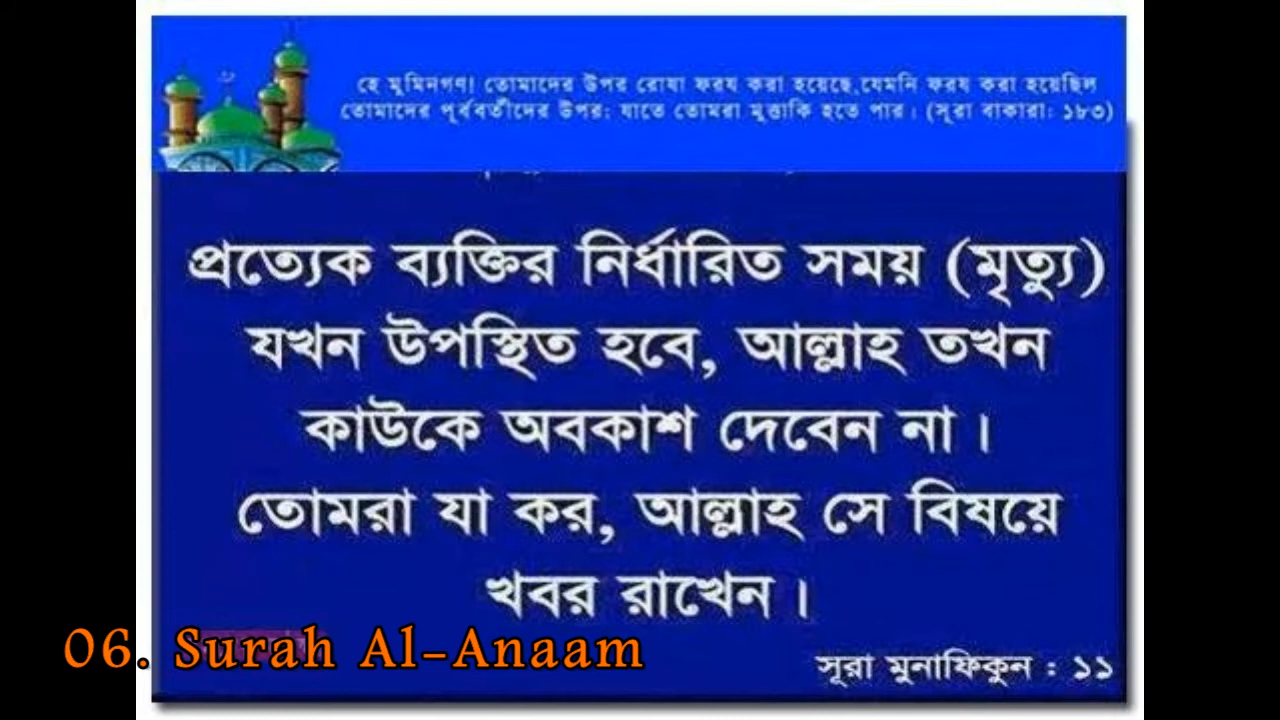 হে মুমিনগণ! তোমাদের উপর রোযা ফরয করা হয়েছে,যেমনি ফরয করা হয়েছিল
তোমাদের পূর্ববর্তীদের উপর; যাতে তোমরা মুত্তাকি হতে পার। (সূরা বাকারা: ১৮৩)
প্রত্যেক ব্যক্তির নির্ধারিত সময় (মৃত্যু)
যখন উপস্থিত হবে, আল্লাহ তখন
কাউকে অবকাশ দেবেন না।
তোমরা যা কর, আল্লাহ সে বিষয়ে
খবর রাখেন।
06. Surah Al-Anaam
সূরা মুনাফিকুন : ১১